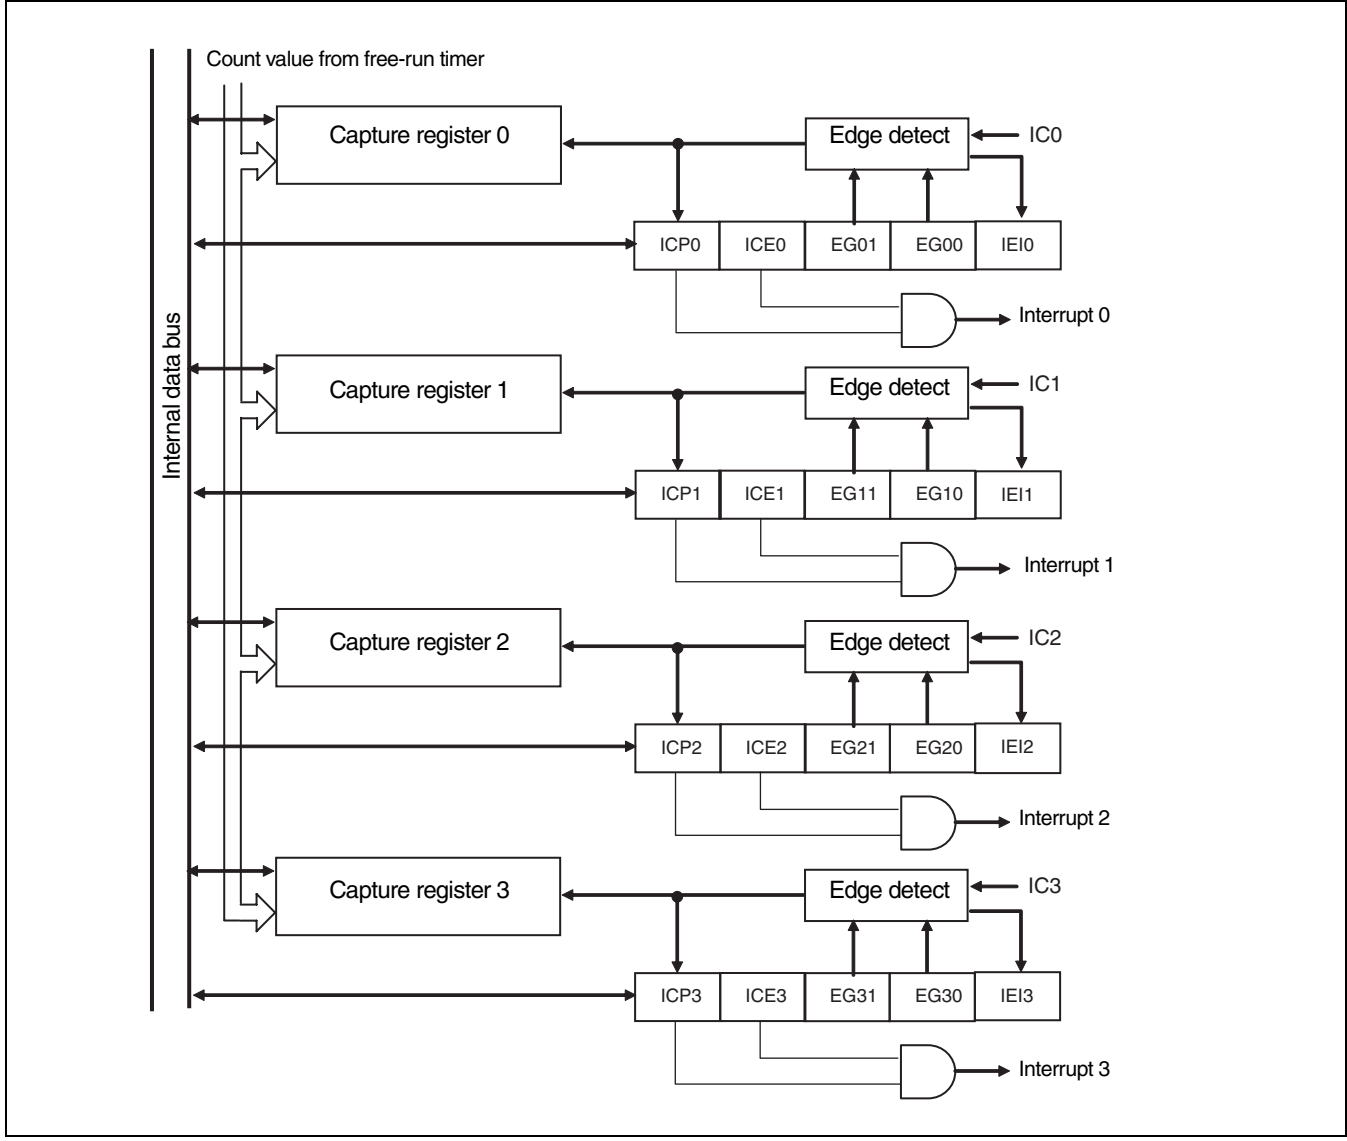 Count value from free-run timer
Internal data bus
Capture register 0
Edge detect
IC0
ICP0 ICE0 EG01 EG00 IEI0
Interrupt 0
Capture register 1
Edge detect
IC1
ICP1 ICE1 EG11 EG10 IEI1
Interrupt 1
Capture register 2
Edge detect
IC2
ICP2 ICE2 EG21 EG20 IEI2
Interrupt 2
Capture register 3
Edge detect
IC3
ICP3 ICE3 EG31 EG30 IEI3
Interrupt 3